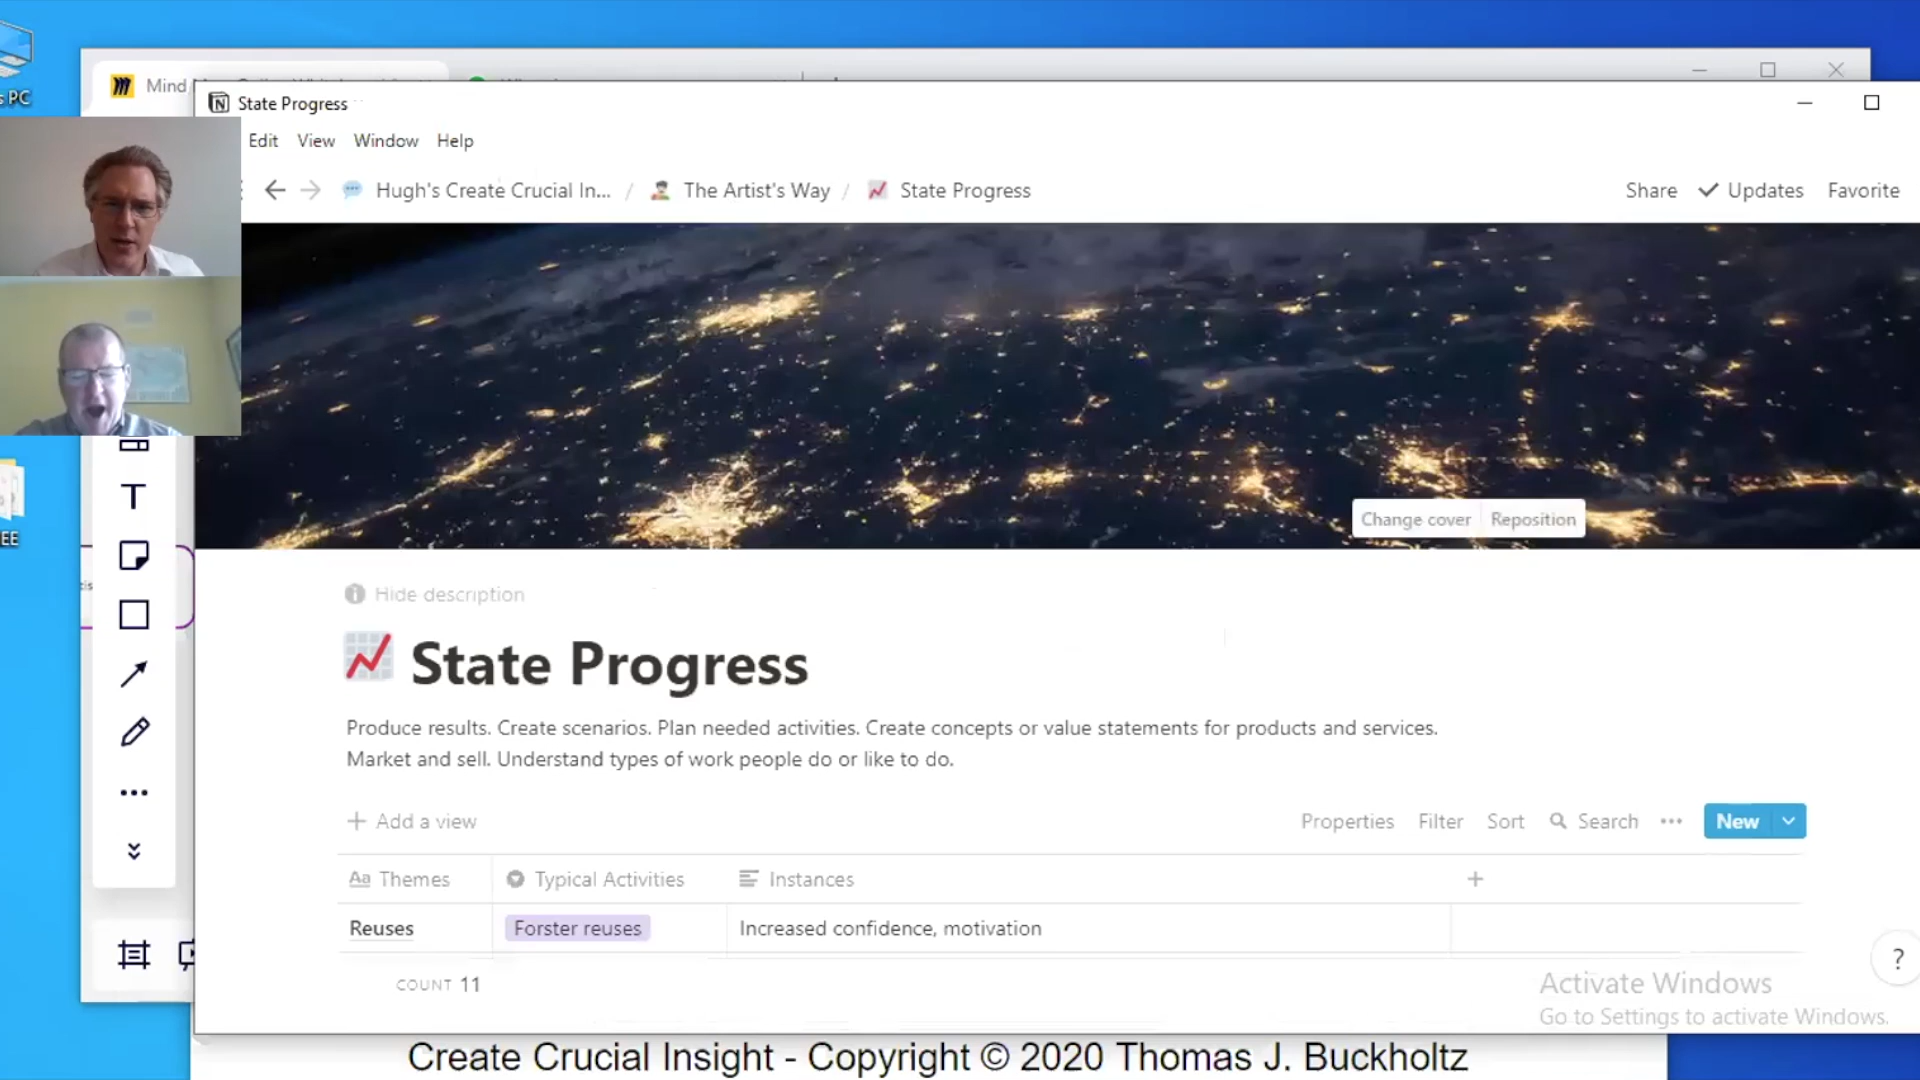 s PC
Mind
State Progress
Edit View Window Help
Hugh's Create Crucial In... / The Artist's Way / State Progress
Share Updates Favorite
Change cover Reposition
EE
Hide description
State Progress
Produce results. Create scenarios. Plan needed activities. Create concepts or value statements for products and services.
Market and sell. Understand types of work people do or like to do.
T
+ Add a view
Properties Filter Sort Search ••• New
Aa Themes Typical Activities Instances +
Reuses Forster reuses Increased confidence, motivation
COUNT 11
?
Activate Windows
Go to Settings to activate Windows.
Create Crucial Insight - Copyright © 2020 Thomas J. Buckholtz